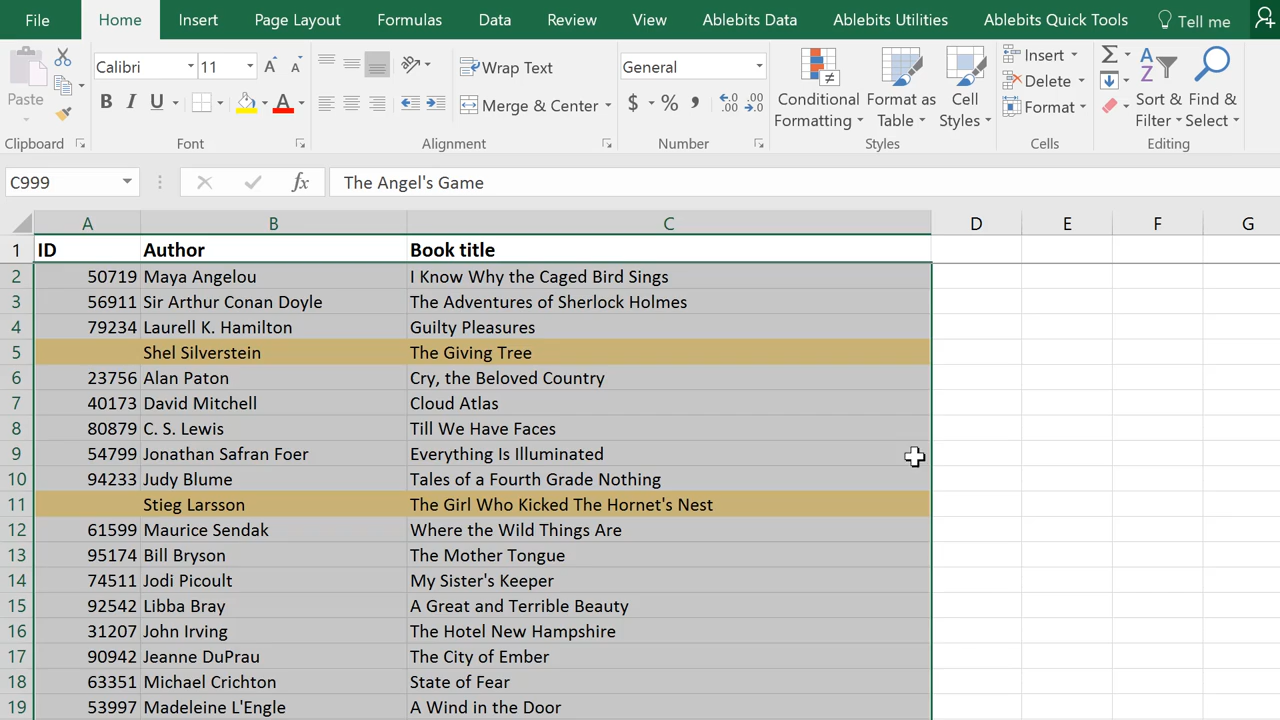 File Home Insert Page Layout Formulas Data Review View Ablebits Data Ablebits Utilities Ablebits Quick Tools Tell me
Paste Calibri 11 A A Wrap Text General Conditional Formatting Format as Table Cell Styles Insert Sort & Filter Find & Select
B I U A Merge & Center $ % , Delete
Format
Clipboard Font Alignment Number Styles Cells Editing
C999 fx The Angel's Game
A B C D E F G
1 ID Author Book title
2 50719 Maya Angelou I Know Why the Caged Bird Sings
3 56911 Sir Arthur Conan Doyle The Adventures of Sherlock Holmes
4 79234 Laurell K. Hamilton Guilty Pleasures
5 Shel Silverstein The Giving Tree
6 23756 Alan Paton Cry, the Beloved Country
7 40173 David Mitchell Cloud Atlas
8 80879 C. S. Lewis Till We Have Faces
9 54799 Jonathan Safran Foer Everything Is Illuminated
10 94233 Judy Blume Tales of a Fourth Grade Nothing
11 Stieg Larsson The Girl Who Kicked The Hornet's Nest
12 61599 Maurice Sendak Where the Wild Things Are
13 95174 Bill Bryson The Mother Tongue
14 74511 Jodi Picoult My Sister's Keeper
15 92542 Libba Bray A Great and Terrible Beauty
16 31207 John Irving The Hotel New Hampshire
17 90942 Jeanne DuPrau The City of Ember
18 63351 Michael Crichton State of Fear
19 53997 Madeleine L'Engle A Wind in the Door